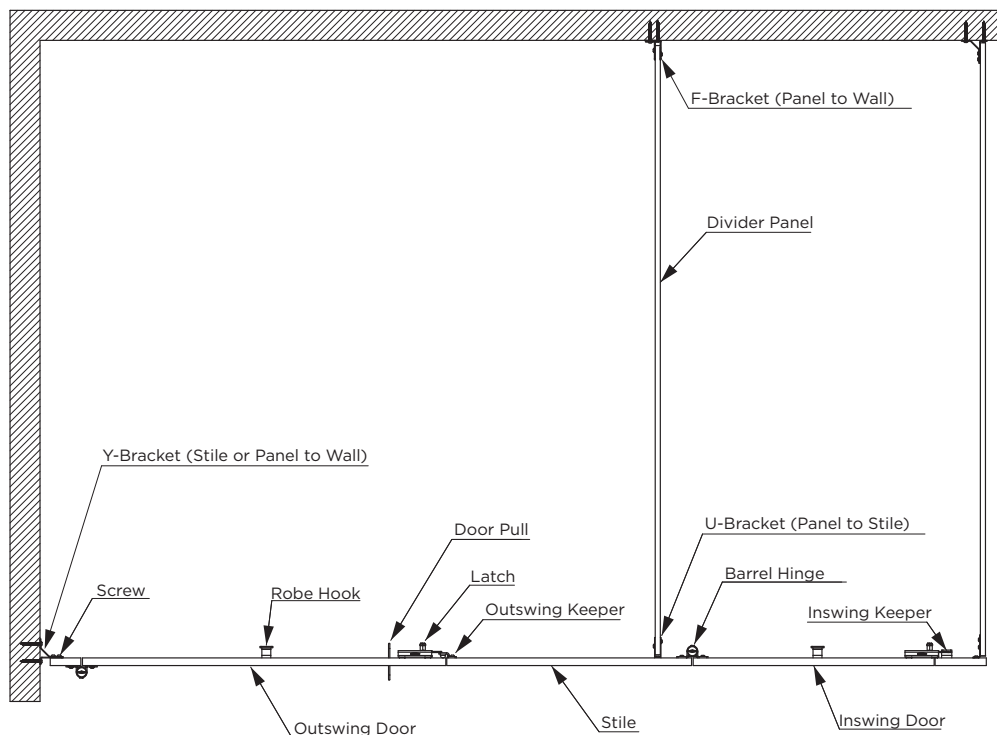 F-Bracket (Panel to Wall)
Divider Panel
Y-Bracket (Stile or Panel to Wall)
U-Bracket (Panel to Stile)
Door Pull
Barrel Hinge
Latch
Screw
Robe Hook
Outswing Keeper
Inswing Keeper
Outswing Door
Stile
Inswing Door